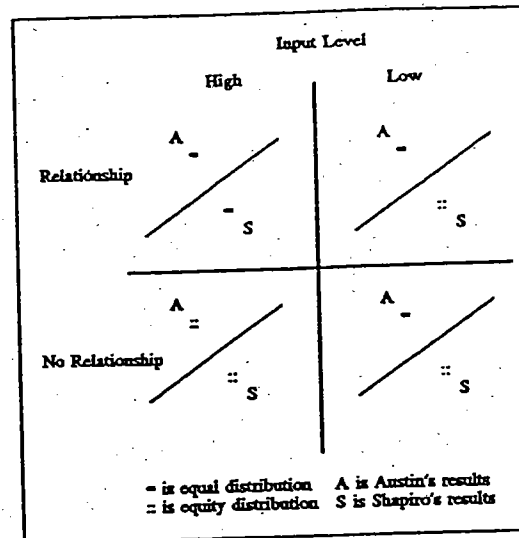 Input Level
High Low
A = A =
Relationship
= S :: S
A :: A =
No Relationship
:: S :: S
= is equal distribution A is Austin's results
:: is equity distribution S is Shapiro's results